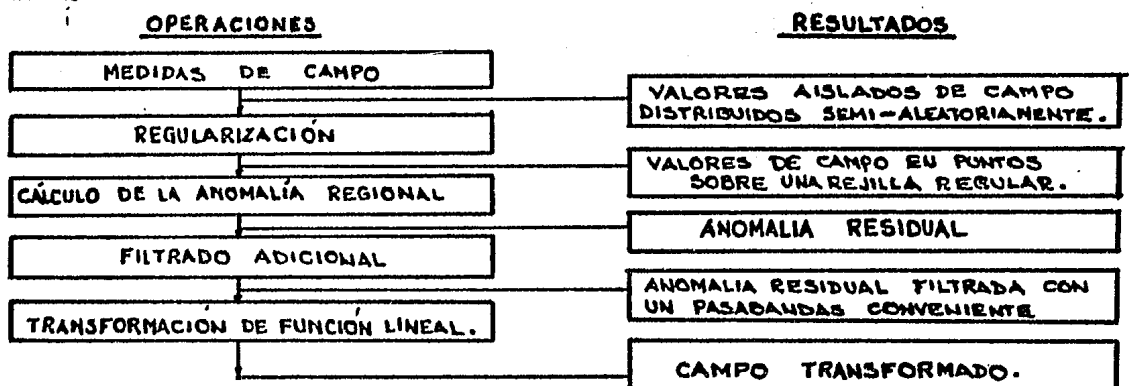 OPERACIONES
MEDIDAS DE CAMPO
REGULARIZACIÓN
CÁLCULO DE LA ANOMALÍA REGIONAL
FILTRADO ADICIONAL
TRANSFORMACIÓN DE FUNCIÓN LINEAL.
RESULTADOS
VALORES AISLADOS DE CAMPO
DISTRIBUIDOS SEMI-ALEATORIANENTE.
VALORES DE CAMPO EN PUNTOS
SOBRE UNA REJILLA REGULAR.
ANOMALIA RESIDUAL
ANOMALIA RESIDUAL FILTRADA CON
UN PASABANDAS CONVENIENTE
CAMPO TRANSFORMADO.